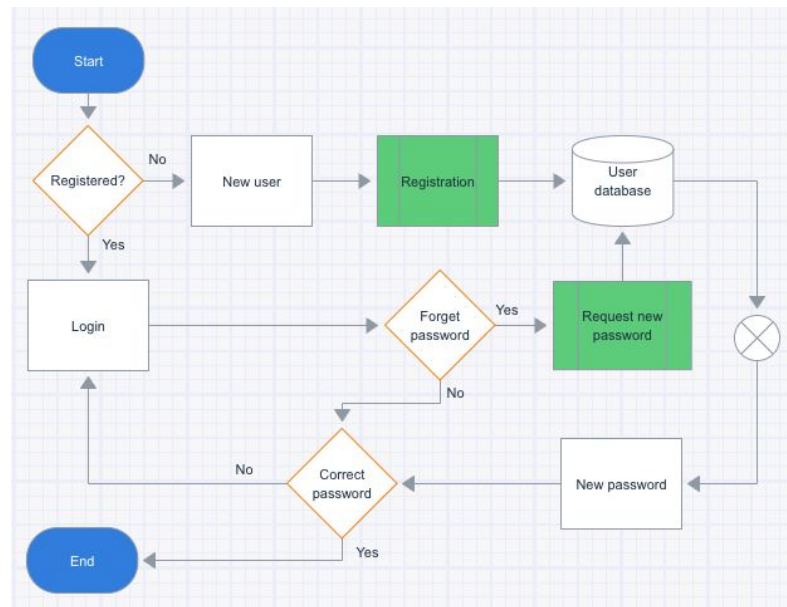 Start
Registered?
No
New user
Registration
User
database
Yes
Login
Forget
password
Yes
Request new
password
No
Correct
password
No
New password
Yes
End